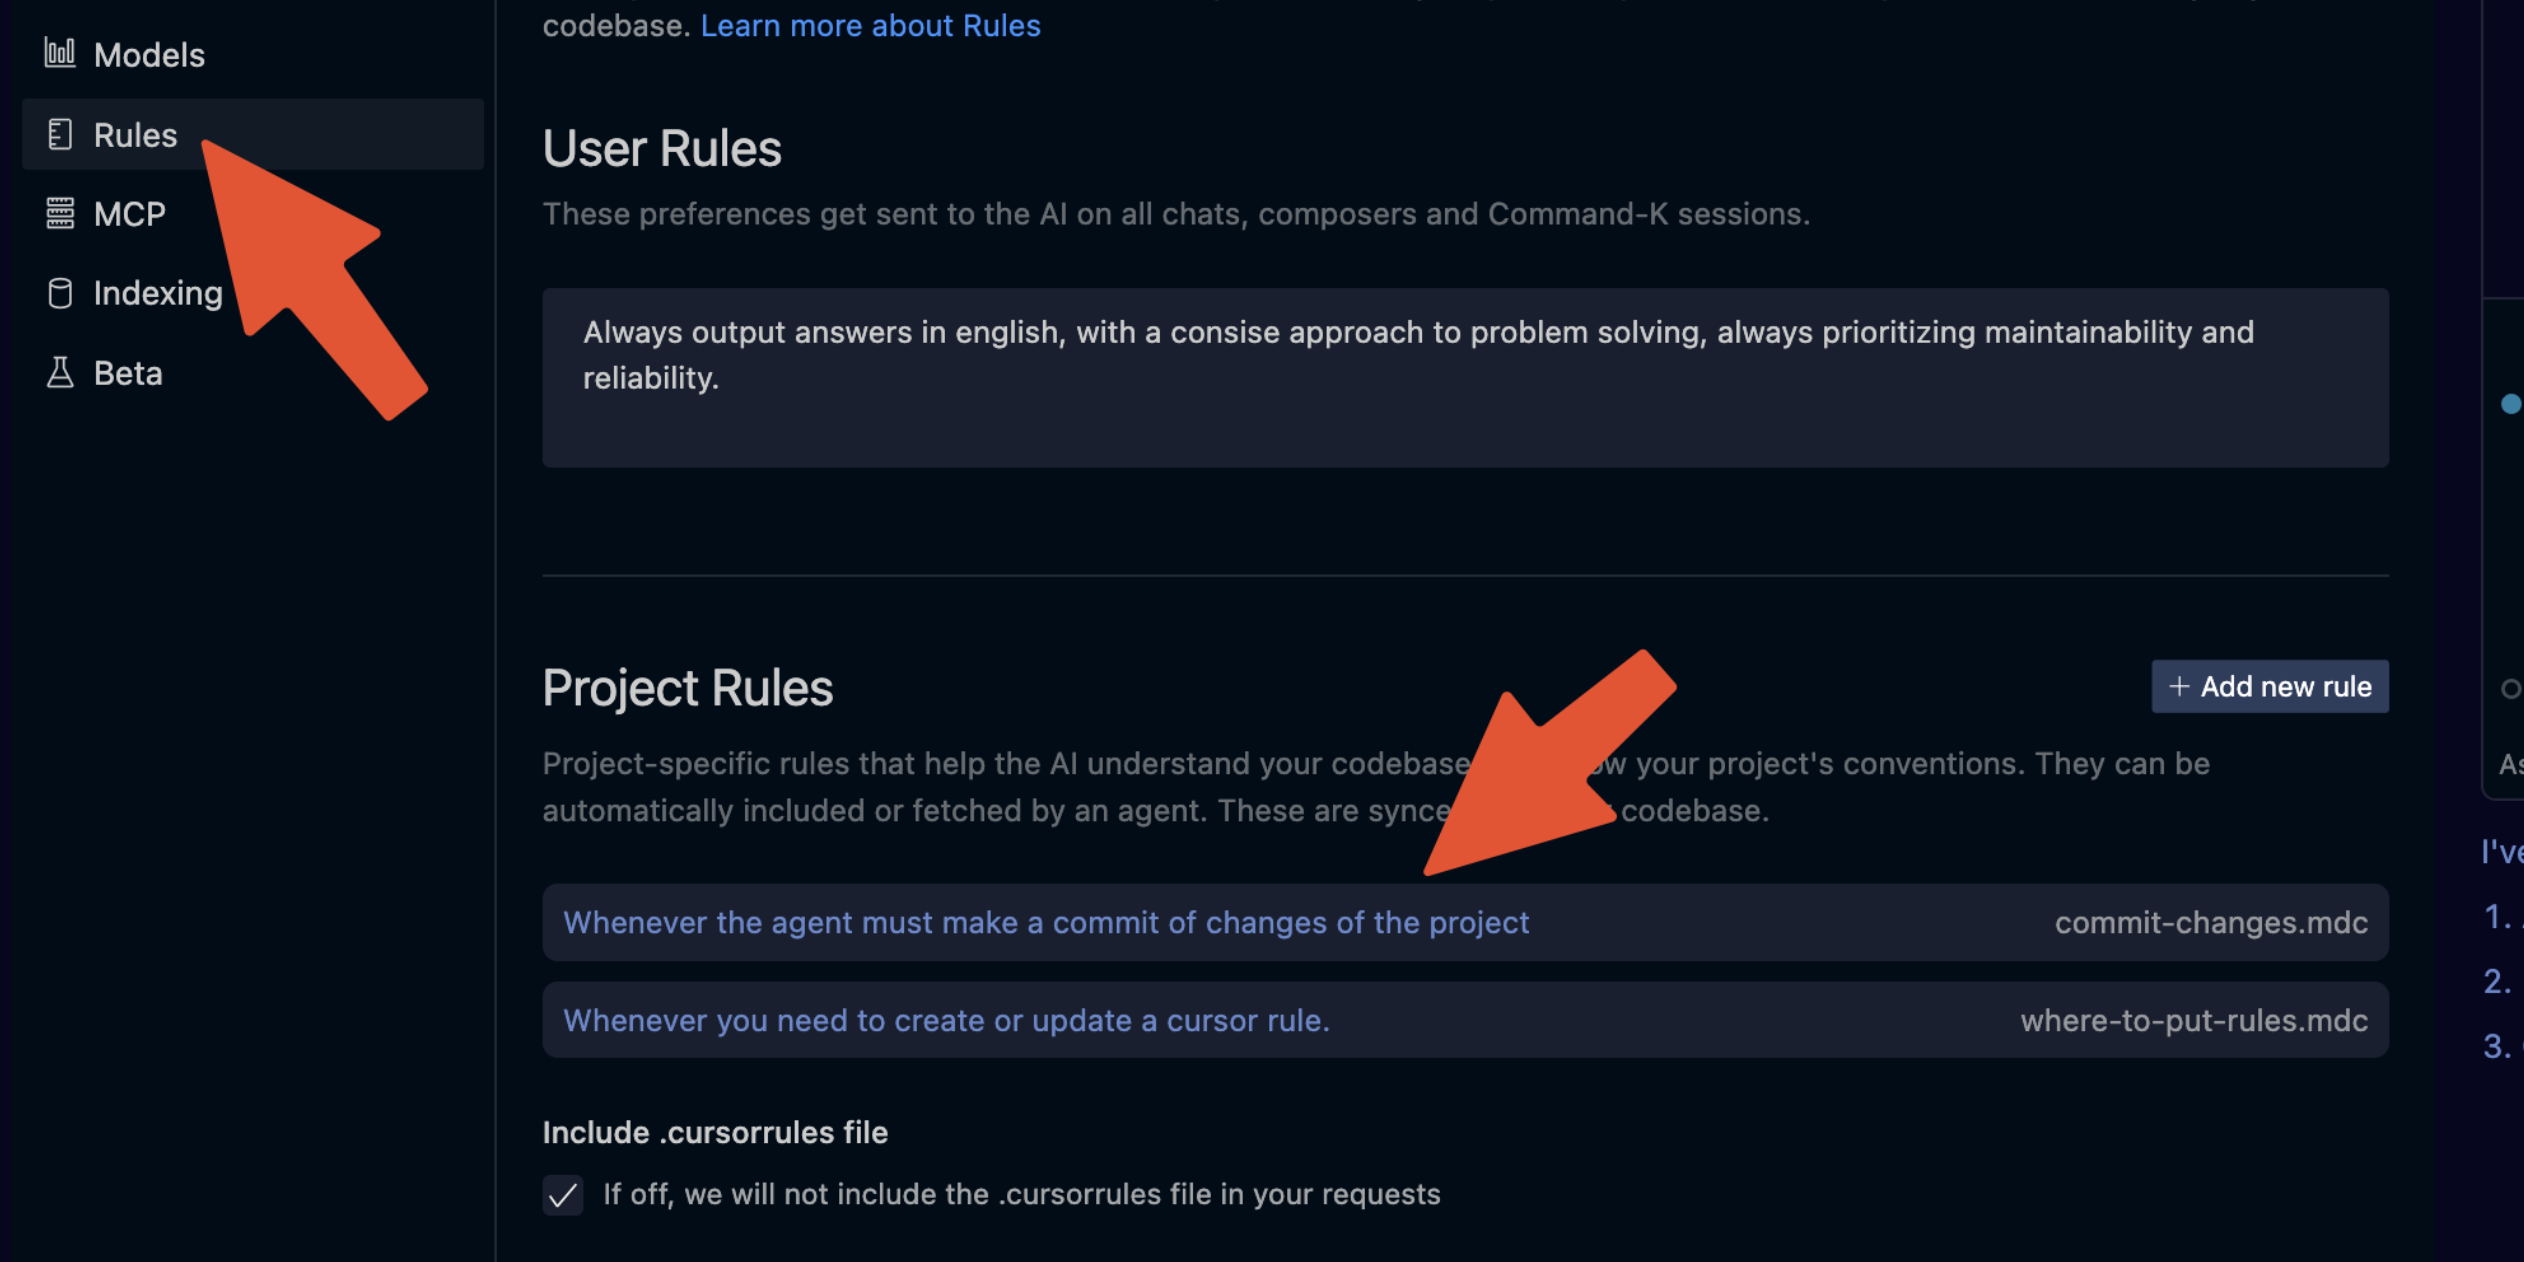 Models
Rules
MCP
Indexing
Beta
codebase. Learn more about Rules
User Rules
These preferences get sent to the AI on all chats, composers and Command-K sessions.
Always output answers in english, with a consise approach to problem solving, always prioritizing maintainability and
reliability.
Project Rules
+ Add new rule
Project-specific rules that help the AI understand your codebase your project's conventions. They can be
automatically included or fetched by an agent. These are codebase.
Whenever the agent must make a commit of changes of the project
commit-changes.mdc
Whenever you need to create or update a cursor rule.
where-to-put-rules.mdc
Include .cursorrules file
If off, we will not include the .cursorrules file in your requests
I've
1.
2.
3.